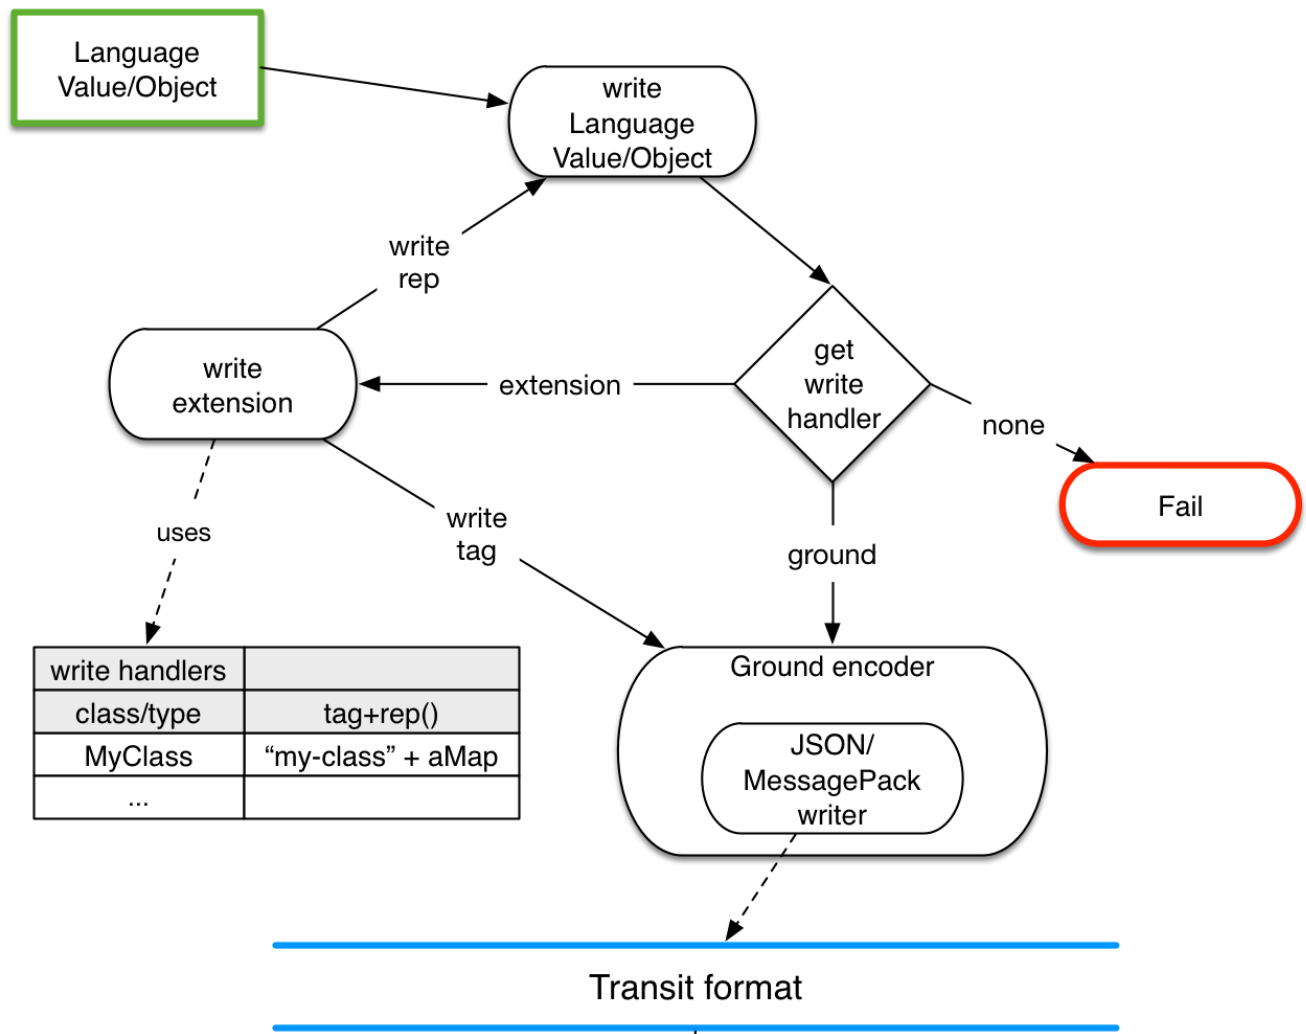 Language
Value/Object
write
Language
Value/Object
write
rep
get
write
handler
write
extension
extension
none
Fail
uses
write
tag
ground
write handlers
class/type tag+rep()
MyClass “my-class” + aMap
...
Ground encoder
JSON/
MessagePack
writer
Transit format